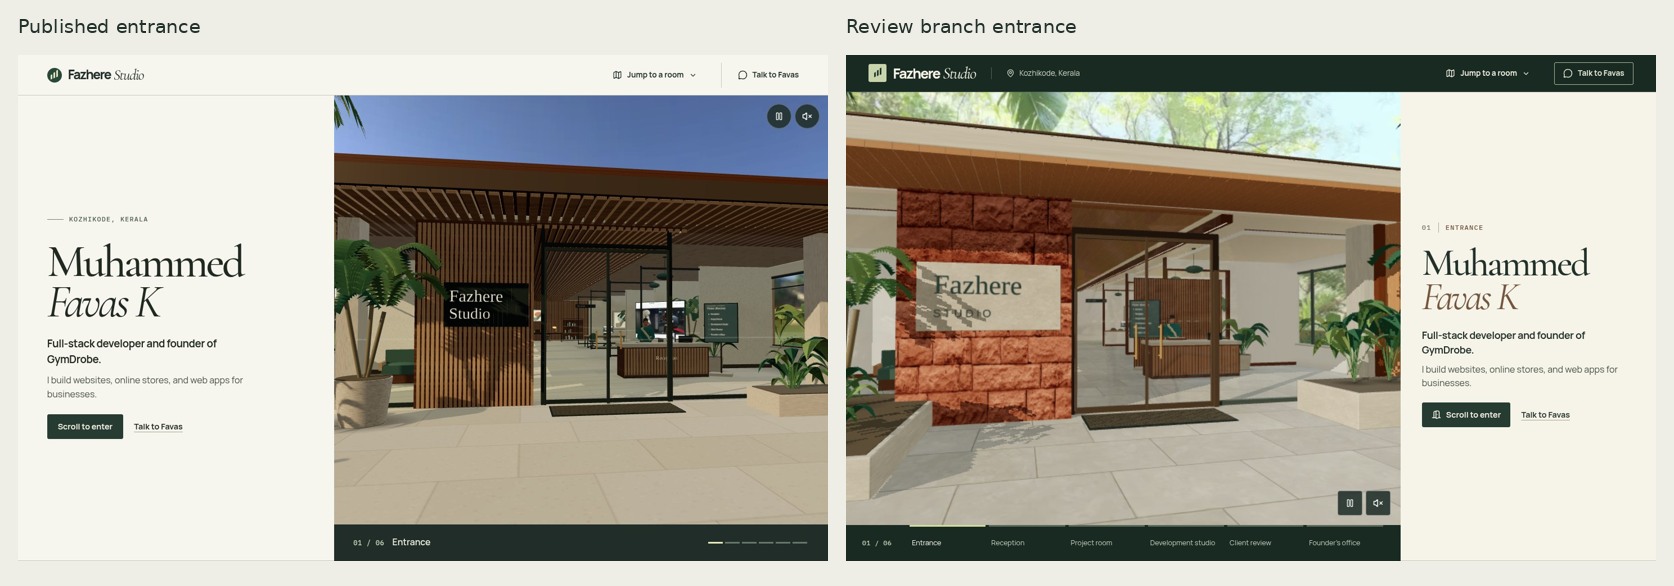 Published entrance
Fazhere Studio
Jump to a room
Talk to Favas
KOZHIKODE, KERALA
Muhammed
Favas K
Full-stack developer and founder of
GymDrobe.
I build websites, online stores, and web apps for
businesses.
Scroll to enter
Talk to Favas
Fazhere
Studio
01 / 06 Entrance
Review branch entrance
Fazhere Studio
Kozhikode, Kerala
Jump to a room
Talk to Favas
Fazhere
STUDIO
01 ENTRANCE
Muhammed
Favas K
Full-stack developer and founder of
GymDrobe.
I build websites, online stores, and web apps for
businesses.
Scroll to enter
Talk to Favas
01 / 06 Entrance Reception Project room Development studio Client review Founder's office